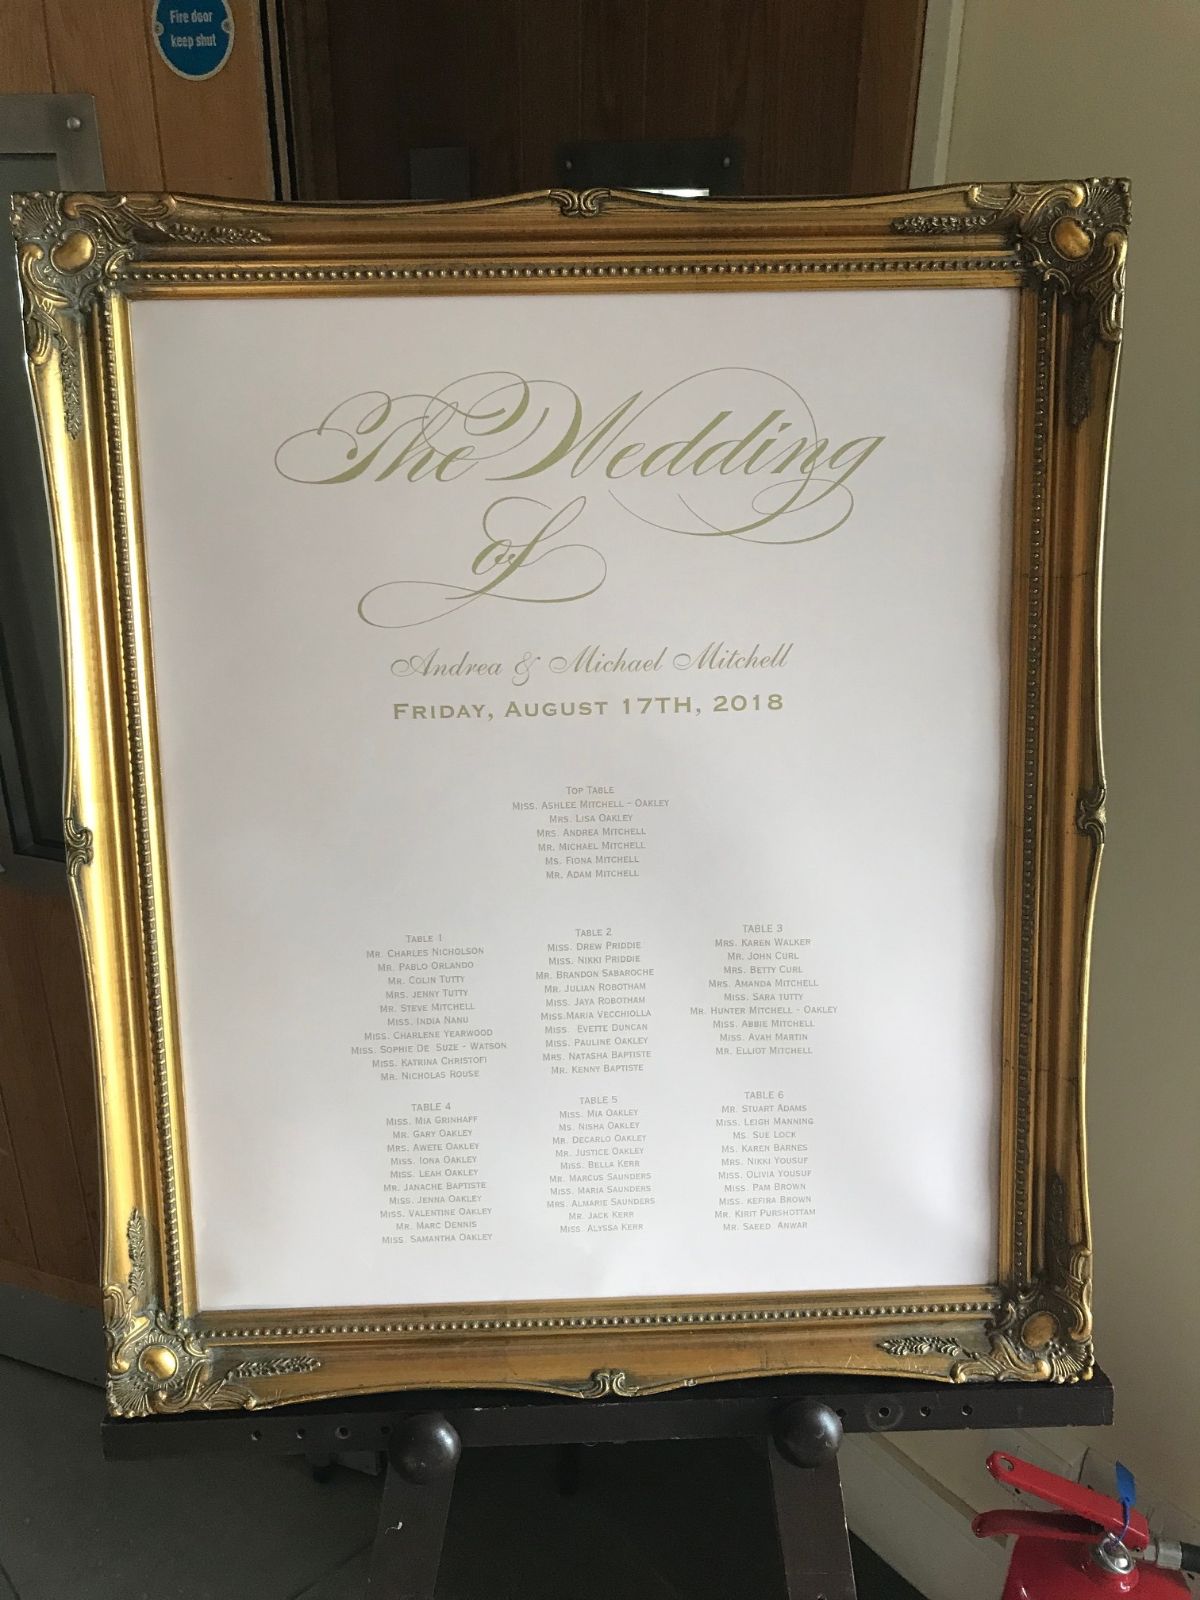 Fire door
keep shut
The Wedding
of
Andrea & Michael Mitchell
FRIDAY, AUGUST 17TH, 2018
TOP TABLE
MISS. ASHLEE MITCHELL - OAKLEY
MRS. LISA OAKLEY
MRS. ANDREA MITCHELL
MR. MICHAEL MITCHELL
MS. FIONA MITCHELL
MR. ADAM MITCHELL
TABLE 1
MR. CHARLES NICHOLSON
MR. PABLO ORLANDO
MR. COLIN TUTTY
MRS. JENNY TUTTY
MR. STEVE MITCHELL
MISS. INDIA NANU
MISS. CHARLENE YEARWOOD
MISS. SOPHIE DE SUZE - WATSON
MISS. KATRINA CHRISTOFI
MR. NICHOLAS ROUSE
TABLE 2
MISS. DREW PRIDDIE
MISS. NIKKI PRIDDIE
MR. BRANDON SABAROCHE
MR. JULIAN ROBOTHAM
MISS. JAYA ROBOTHAM
MISS.MARIA VECCHIOLLA
MISS. EVETTE DUNCAN
MISS. PAULINE OAKLEY
MRS. NATASHA BAPTISTE
MR. KENNY BAPTISTE
TABLE 3
MRS. KAREN WALKER
MR. JOHN CURL
MRS. BETTY CURL
MRS. AMANDA MITCHELL
MISS. SARA TUTTY
MR. HUNTER MITCHELL - OAKLEY
MISS. ABBIE MITCHELL
MISS. AVAH MARTIN
MR. ELLIOT MITCHELL
TABLE 4
MISS. MIA GRINHAFF
MR. GARY OAKLEY
MRS. AWETE OAKLEY
MISS. IONA OAKLEY
MISS. LEAH OAKLEY
MR. JANACHE BAPTISTE
MISS. JENNA OAKLEY
MISS. VALENTINE OAKLEY
MR. MARC DENNIS
MISS. SAMANTHA OAKLEY
TABLE 5
MISS. MIA OAKLEY
MS. NISHA OAKLEY
MR. DECARLO OAKLEY
MR. JUSTICE OAKLEY
MISS. BELLA KERR
MR. MARCUS SAUNDERS
MISS. MARIA SAUNDERS
MRS. ALMARIE SAUNDERS
MR. JACK KERR
MISS. ALYSSA KERR
TABLE 6
MR. STUART ADAMS
MISS. LEIGH MANNING
MS. SUE LOCK
MS. KAREN BARNES
MRS. NIKKI YOUSUF
MISS. OLIVIA YOUSUF
MISS. PAM BROWN
MISS. KEFIRA BROWN
MR. KIRIT PURSHOTTAM
MR. SAEED ANWAR